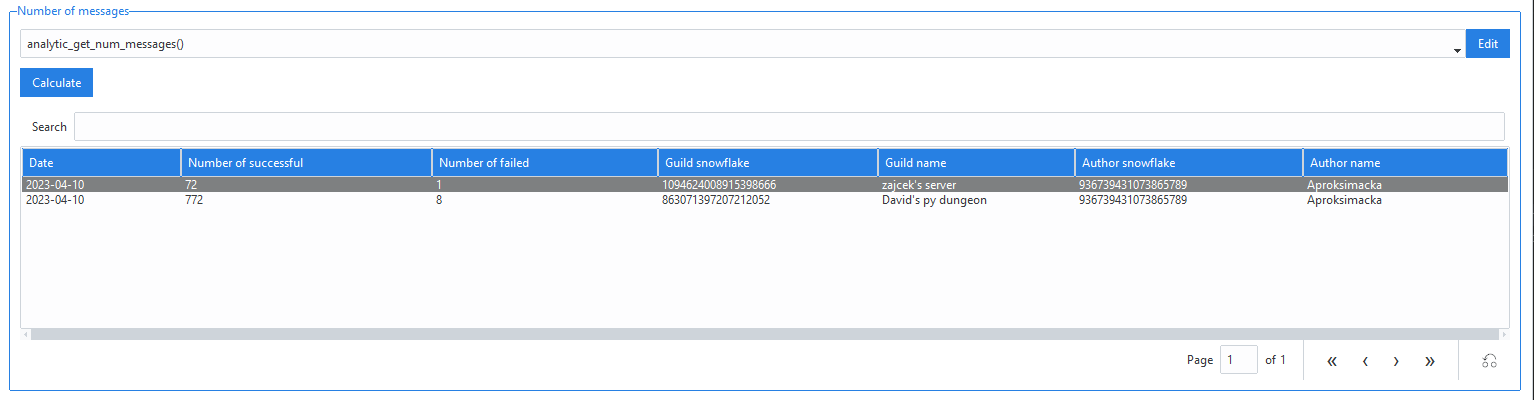 Number of messages
analytic_get_num_messages()
Edit
Calculate
Search
Date Number of successful Number of failed Guild snowflake Guild name Author snowflake Author name
2023-04-10 72 1 1094624008915398666 zajcek's server 936739431073865789 Aproksimacka
2023-04-10 772 8 863071397207212052 David's py dungeon 936739431073865789 Aproksimacka
Page 1 of 1 « ‹ › »